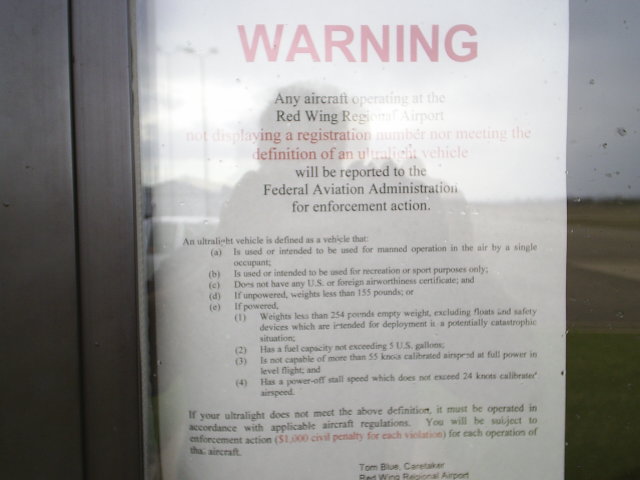 WARNING
Any aircraft operating at the
Red Wing Regional Airport
not displaying a registration number nor meeting the
definition of an ultralight vehicle
will be reported to the
Federal Aviation Administration
for enforcement action.
An ultralight vehicle is defined as a vehicle that:
(a) Is used or intended to be used for manned operation in the air by a single
occupant;
(b) Is used or intended to be used for recreation or sport purposes only;
(c) Does not have any U.S. or foreign airworthiness certificate; and
(d) If unpowered, weights less than 155 pounds; or
(e) If powered,
(1) Weights less than 254 pounds empty weight, excluding floats and safety
devices which are intended for deployment is a potentially catastrophic
situation;
(2) Has a fuel capacity not exceeding 5 U.S. gallons;
(3) Is not capable of more than 55 knots calibrated airspeed at full power in
level flight; and
(4) Has a power-off stall speed which does not exceed 24 knots calibrated
airspeed.
If your ultralight does not meet the above definition, it must be operated in
accordance with applicable aircraft regulations. You will be subject to
enforcement action ($1,000 civil penalty for each violation) for each operation of
that aircraft.
Tom Blue, Caretaker
Red Wing Regional Airport